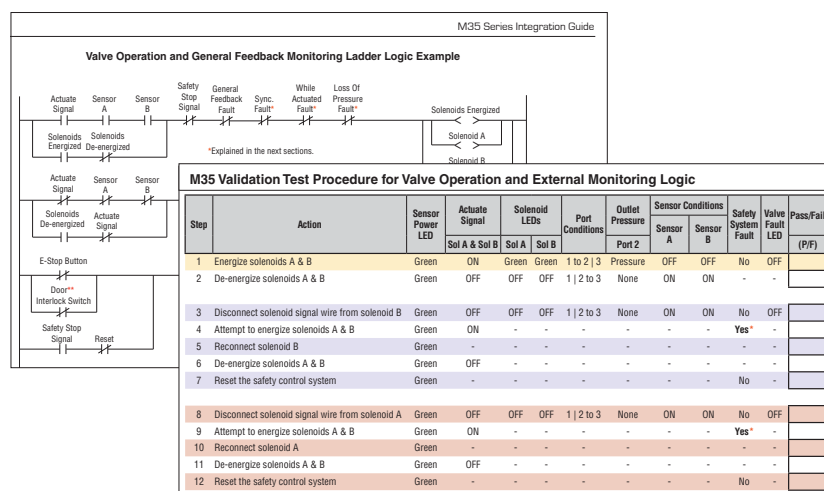 M35 Series Integration Guide
Valve Operation and General Feedback Monitoring Ladder Logic Example
Actuate Signal
Sensor A
Sensor B
Safety Stop Signal
General Feedback Fault
Sync. Fault*
While Actuated Fault*
Loss Of Pressure Fault*
Solenoids Energized
Solenoid A
Solenoid B
Solenoids Energized
Solenoids De-energized
*Explained in the next sections.
Actuate Signal
Sensor A
Sensor B
Solenoids De-energized
Actuate Signal
E-Stop Button
Door**
Interlock Switch
Safety Stop Signal
Reset
M35 Validation Test Procedure for Valve Operation and External Monitoring Logic
Step Action Sensor Power LED Actuate Signal Solenoid LEDs Port Conditions Outlet Pressure Sensor Conditions Safety System Fault Valve Fault LED Pass/Fail
Sol A & Sol B Sol A Sol B Port 2 Sensor A Sensor B (P/F)
1 Energize solenoids A & B Green ON Green Green 1 to 2 | 3 Pressure OFF OFF No OFF
2 De-energize solenoids A & B Green OFF OFF OFF 1 | 2 to 3 None ON ON - -
3 Disconnect solenoid signal wire from solenoid B Green OFF OFF OFF 1 | 2 to 3 None ON ON No OFF
4 Attempt to energize solenoids A & B Green ON - - - - - - Yes* -
5 Reconnect solenoid B Green - - - - - - - - -
6 De-energize solenoids A & B Green OFF - - - - - - - -
7 Reset the safety control system Green - - - - - - - No -
8 Disconnect solenoid signal wire from solenoid A Green OFF OFF OFF 1 | 2 to 3 None ON ON No OFF
9 Attempt to energize solenoids A & B Green ON - - - - - - Yes* -
10 Reconnect solenoid A Green - - - - - - - - -
11 De-energize solenoids A & B Green OFF - - - - - - - -
12 Reset the safety control system Green - - - - - - - No -